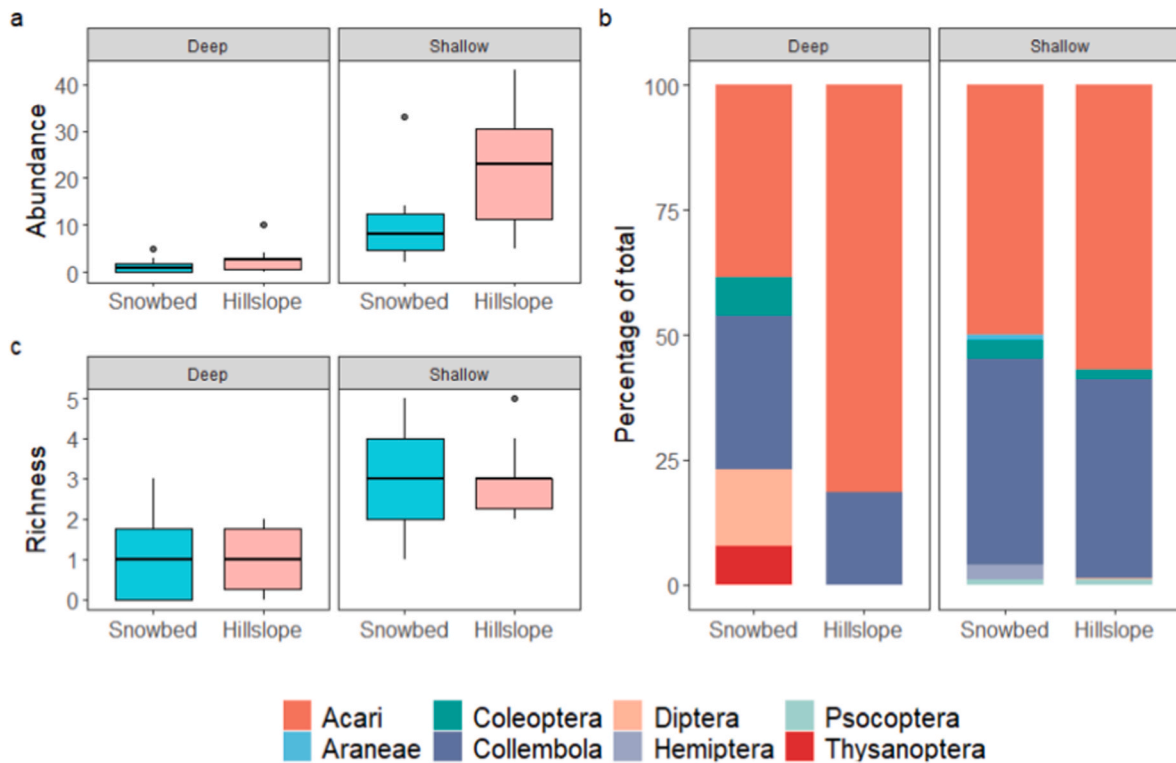 a
Deep
Shallow
Abundance
40
30
20
10
0
Snowbed
Hillslope
Snowbed
Hillslope
b
Deep
Shallow
Percentage of total
100
75
50
25
0
Snowbed
Hillslope
Snowbed
Hillslope
c
Deep
Shallow
Richness
5
4
3
2
1
0
Snowbed
Hillslope
Snowbed
Hillslope
Acari
Coleoptera
Diptera
Psocoptera
Araneae
Collembola
Hemiptera
Thysanoptera